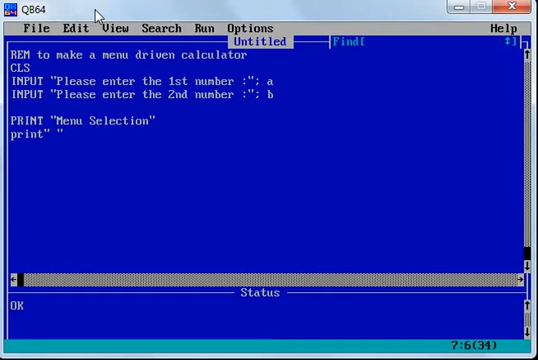 QB64
File Edit View Search Run Options Help
Untitled Find[
REM to make a menu driven calculator
CLS
INPUT "Please enter the 1st number :"; a
INPUT "Please enter the 2nd number :"; b
PRINT "Menu Selection"
print" "
Status
OK
7:6(34)